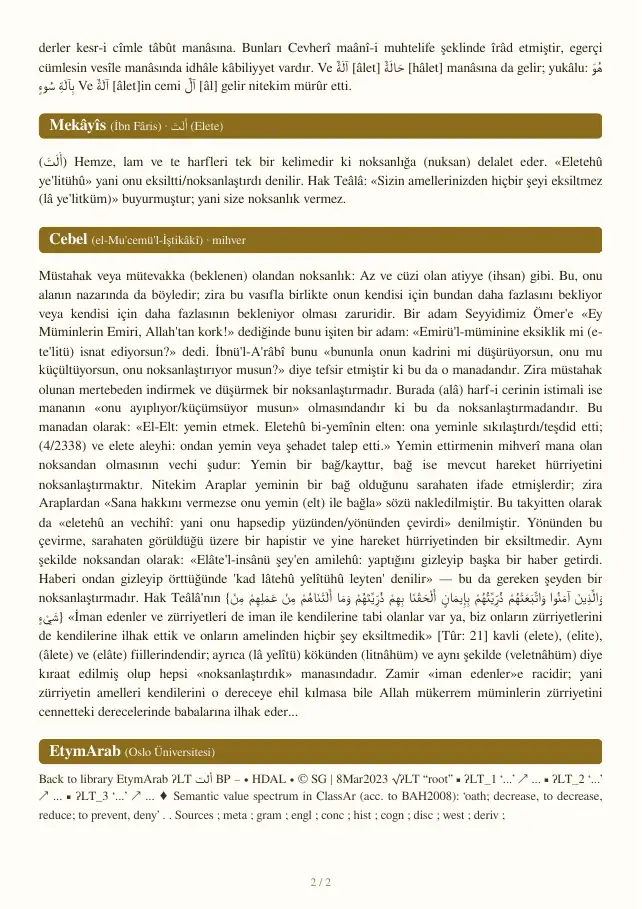 derler kesr-i cîmle tâbût manâsına. Bunları Cevherî maânî-i muhtelife şeklinde îrâd etmiştir, egerçi
cümlesin vesîle manâsında idhâle kâbiliyyet vardır. Ve آلَةٌ [âlet] حَالَةٌ [hâlet] manâsına da gelir; yukâlu: هُوَ
بِآلَةِ سُوءٍ Ve آلَةٌ [âlet]in cemi آلٌ [âl] gelir nitekim mürûr etti.
Mekâyîs (İbn Fâris) · أَلَتَ (Elete)
(أَلَتَ) Hemze, lam ve te harfleri tek bir kelimedir ki noksanlığa (nuksan) delalet eder. «Eletehû
ye'litühû» yani onu eksiltti/noksanlaştırdı denilir. Hak Teâlâ: «Sizin amellerinizden hiçbir şeyi eksiltmez
(lâ ye'litküm)» buyurmuştur; yani size noksanlık vermez.
Cebel (el-Mu'cemü'l-İştikâkî) · mihver
Müstahak veya mütevakka (beklenen) olandan noksanlık: Az ve cüzi olan atiyye (ihsan) gibi. Bu, onu
alanın nazarında da böyledir; zira bu vasıfla birlikte onun kendisi için bundan daha fazlasını bekliyor
veya kendisi için daha fazlasının bekleniyor olması zaruridir. Bir adam Seyyidimiz Ömer'e «Ey
Müminlerin Emiri, Allah'tan kork!» dediğinde bunu işiten bir adam: «Emirü'l-müminine eksiklik mi (e-
te'litü) isnat ediyorsun?» dedi. İbnü'l-A'râbî bunu «bununla onun kadrini mi düşürüyorsun, onu mu
küçültüyorsun, onu noksanlaştırıyor musun?» diye tefsir etmiştir ki bu da o manadandır. Zira müstahak
olunan mertebeden indirmek ve düşürmek bir noksanlaştırmadır. Burada (alâ) harf-i cerinin istimali ise
mananın «onu ayıplıyor/küçümsüyor musun» olmasındandır ki bu da noksanlaştırmadandır. Bu
manadan olarak: «El-Elt: yemin etmek. Eletehû bi-yemînin elten: ona yeminle sıkılaştırdı/teşdid etti;
(4/2338) ve elete aleyhi: ondan yemin veya şehadet talep etti.» Yemin ettirmenin mihverî mana olan
noksandan olmasının vechi şudur: Yemin bir bağ/kayttır, bağ ise mevcut hareket hürriyetini
noksanlaştırmaktır. Nitekim Araplar yeminin bir bağ olduğunu sarahaten ifade etmişlerdir; zira
Araplardan «Sana hakkını vermezse onu yemin (elt) ile bağla» sözü nakledilmiştir. Bu takyitten olarak
da «eletehû an vechihî: yani onu hapsedip yüzünden/yönünden çevirdi» denilmiştir. Yönünden bu
çevirme, sarahaten görüldüğü üzere bir hapistir ve yine hareket hürriyetinden bir eksiltmedir. Aynı
şekilde noksandan olarak: «Elâte'l-insânü şey'en amilehû: yaptığını gizleyip başka bir haber getirdi.
Haberi ondan gizleyip örttüğünde 'kad lâtehû yelîtühû leyten' denilir» — bu da gereken şeyden bir
noksanlaştırmadır. Hak Teâlâ'nın {وَالَّذِينَ آمَنُوا وَاتَّبَعَتْهُمْ ذُرِّيَّتُهُمْ بِإِيمَانٍ أَلْحَقْنَا بِهِمْ ذُرِّيَّتَهُمْ وَمَا أَلَتْنَاهُمْ مِنْ عَمَلِهِمْ مِنْ
شَيْءٍ} «İman edenler ve zürriyetleri de iman ile kendilerine tabi olanlar var ya, biz onların zürriyetlerini
de kendilerine ilhak ettik ve onların amelinden hiçbir şey eksiltmedik» [Tûr: 21] kavli (elete), (elite),
(âlete) ve (elâte) fiillerindendir; ayrıca (lâ yelîtü) kökünden (litnâhüm) ve aynı şekilde (veletnâhüm) diye
kıraat edilmiş olup hepsi «noksanlaştırdık» manasındadır. Zamir «iman edenler»e racidir; yani
zürriyetin amelleri kendilerini o dereceye ehil kılmasa bile Allah mükerrem müminlerin zürriyetini
cennetteki derecelerinde babalarına ilhak eder...
EtymArab (Oslo Üniversitesi)
Back to library EtymArab ʔLT ألت BP – • HDAL • © SG | 8Mar2023 √ʔLT “root” ▪ ʔLT_1 ‘...’ ↗ ... ▪ ʔLT_2 ‘...’
↗ ... ▪ ʔLT_3 ‘...’ ↗ ... ♦ Semantic value spectrum in ClassAr (acc. to BAH2008): ‘oath; decrease, to decrease,
reduce; to prevent, deny’ . . Sources ; meta ; gram ; engl ; conc ; hist ; cogn ; disc ; west ; deriv ;
2 / 2